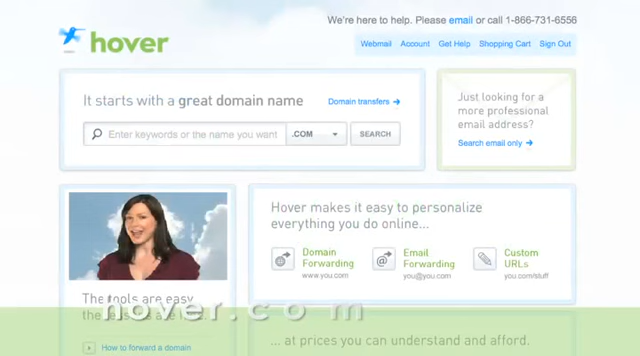 We're here to help. Please email or call 1-866-731-6556
hover
Webmail Account Get Help Shopping Cart Sign Out
It starts with a great domain name
Domain transfers
Enter keywords or the name you want
.COM
SEARCH
Just looking for a
more professional
email address?
Search email only
Hover makes it easy to personalize
everything you do online...
Domain
Forwarding
www.you.com
Email
Forwarding
you@you.com
Custom
URLs
you.com/stuff
The tools are easy
hover.com
How to forward a domain
... at prices you can understand and afford.